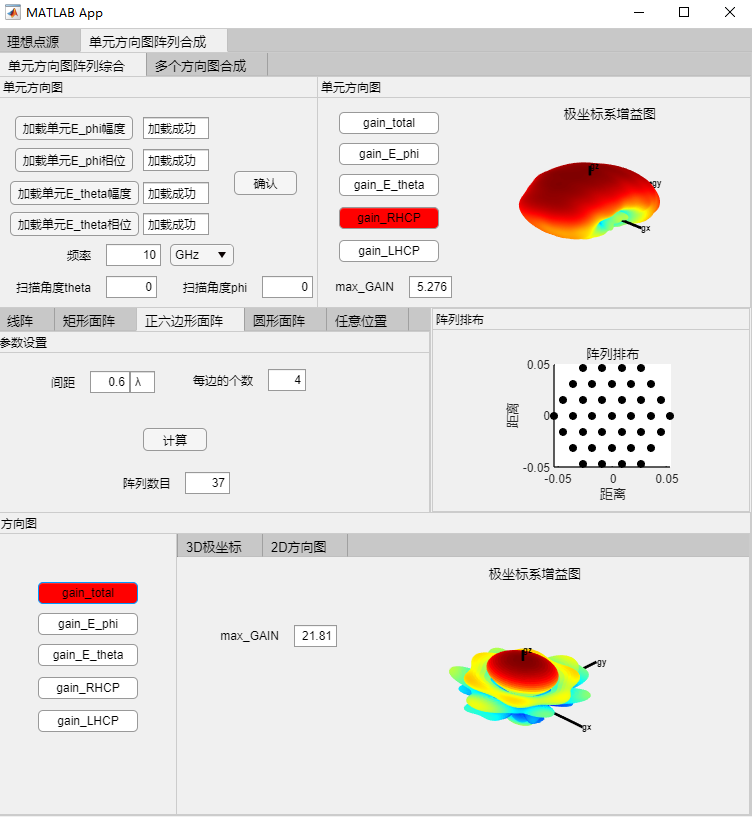 MATLAB App
理想点源 单元方向图阵列合成
单元方向图阵列综合 多个方向图合成
单元方向图
加载单元E_phi幅度 加载成功
加载单元E_phi相位 加载成功
加载单元E_theta幅度 加载成功
加载单元E_theta相位 加载成功
确认
频率 10 GHz
扫描角度theta 0 扫描角度phi 0
单元方向图
gain_total
gain_E_phi
gain_E_theta
gain_RHCP
gain_LHCP
max_GAIN 5.276
极坐标系增益图
gz
gy
gx
线阵 矩形面阵 正六边形面阵 圆形面阵 任意位置
参数设置
间距 0.6 λ 每边的个数 4
计算
阵列数目 37
阵列排布
阵列排布
0.05
0
-0.05
距离
-0.05 0 0.05
距离
方向图
gain_total
gain_E_phi
gain_E_theta
gain_RHCP
gain_LHCP
3D极坐标 2D方向图
极坐标系增益图
max_GAIN 21.81
gz
gy
gx